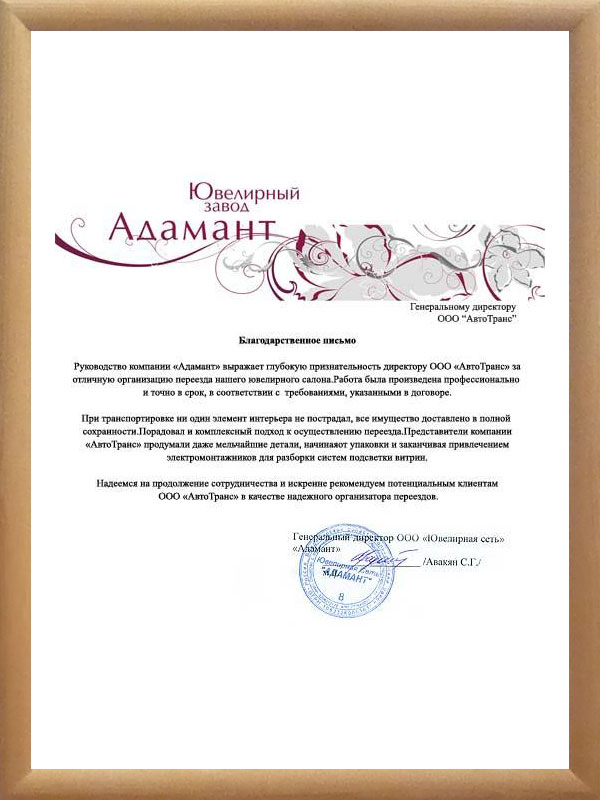 Ювелирный
завод
Адамант
Генеральному директору
ООО “АвтоТранс”
Благодарственное письмо
Руководство компании «Адамант» выражает глубокую признательность директору ООО «АвтоТранс» за
отличную организацию переезда нашего ювелирного салона.Работа была произведена профессионально
и точно в срок, в соответствии с требованиями, указанными в договоре.
При транспортировке ни один элемент интерьера не пострадал, все имущество доставлено в полной
сохранности.Порадовал и комплексный подход к осуществлению переезда.Представители компании
«АвтоТранс» продумали даже мельчайшие детали, начинаяот упаковки и заканчивая привлечением
электромонтажников для разборки систем подсветки витрин.
Надеемся на продолжение сотрудничества и искренне рекомендуем потенциальным клиентам
ООО «АвтоТранс» в качестве надежного организатора переездов.
Генеральный директор ООО «Ювелирная сеть»
«Адамант»
/Авакян С.Г./
Ювелирная сеть
"АДАМАНТ"
8